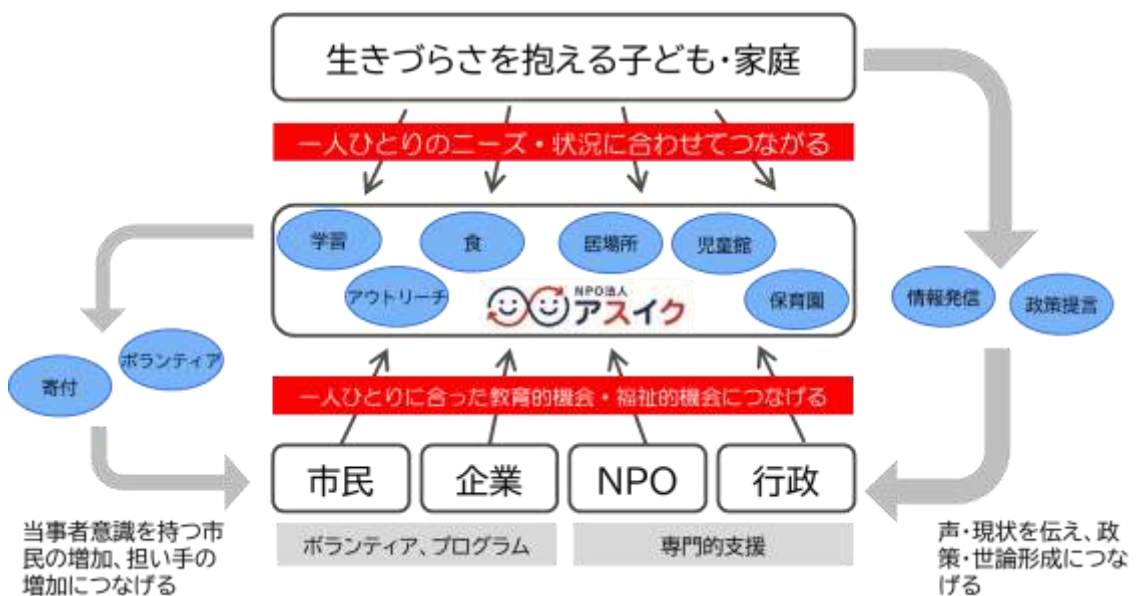 生きづらさを抱える子ども・家庭
一人ひとりのニーズ・状況に合わせてつながる
学習
食
居場所
児童館
アウトリーチ
NPO法人
アスイク
保育園
情報発信
政策提言
ボランティア
寄付
一人ひとりに合った教育的機会・福祉的機会につなげる
市民
企業
NPO
行政
ボランティア、プログラム
専門的支援
当事者意識を持つ市
民の増加、担い手の
増加につなげる
声・現状を伝え、政
策・世論形成につな
げる